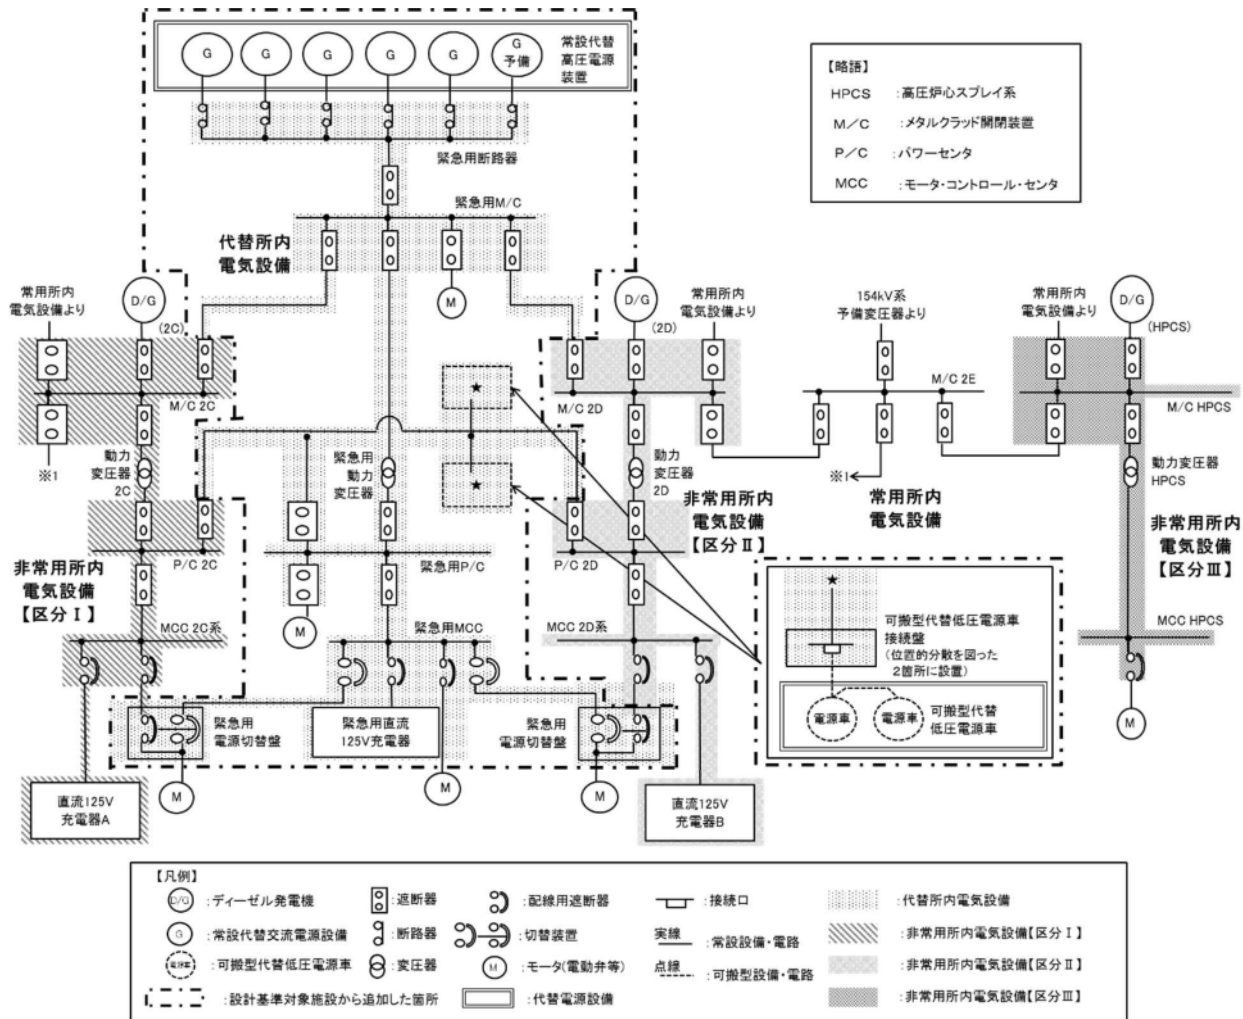 G
G
G
G
G
G
予備
常設代替
高圧電源
装置
【略語】
HPCS :高圧炉心スプレイ系
M/C :メタルクラッド開閉装置
P/C :パワーセンタ
MCC :モータ・コントロール・センタ
緊急用断路器
緊急用M/C
代替所内
電気設備
M
常用所内
電気設備より
D/G
(2C)
D/G
(2D)
常用所内
電気設備より
154kV系
予備変圧器より
常用所内
電気設備より
D/G
(HPCS)
M/C 2C
★
M/C 2D
M/C 2E
M/C HPCS
※1
動力
変圧器
2C
緊急用
動力
変圧器
★
動力
変圧器
2D
※1
常用所内
電気設備
動力変圧器
HPCS
非常用所内
電気設備
【区分Ⅱ】
非常用所内
電気設備
【区分Ⅲ】
P/C 2C
緊急用P/C
P/C 2D
非常用所内
電気設備
【区分Ⅰ】
M
MCC 2C系
緊急用MCC
MCC 2D系
MCC HPCS
★
可搬型代替低圧電源車
接続盤
(位置的分散を図った
2箇所に設置)
電源車
電源車
可搬型代替
低圧電源車
緊急用
電源切替盤
緊急用直流
125V充電器
緊急用
電源切替盤
M
M
M
M
直流125V
充電器A
直流125V
充電器B
【凡例】
D/G :ディーゼル発電機
:遮断器
:配線用遮断器
:接続口
:代替所内電気設備
G :常設代替交流電源設備
:断路器
:切替装置
実線 :常設設備・電路
:非常用所内電気設備【区分Ⅰ】
電源車 :可搬型代替低圧電源車
:変圧器
M :モータ(電動弁等)
点線 :可搬型設備・電路
:非常用所内電気設備【区分Ⅱ】
:設計基準対象施設から追加した箇所
:代替電源設備
:非常用所内電気設備【区分Ⅲ】